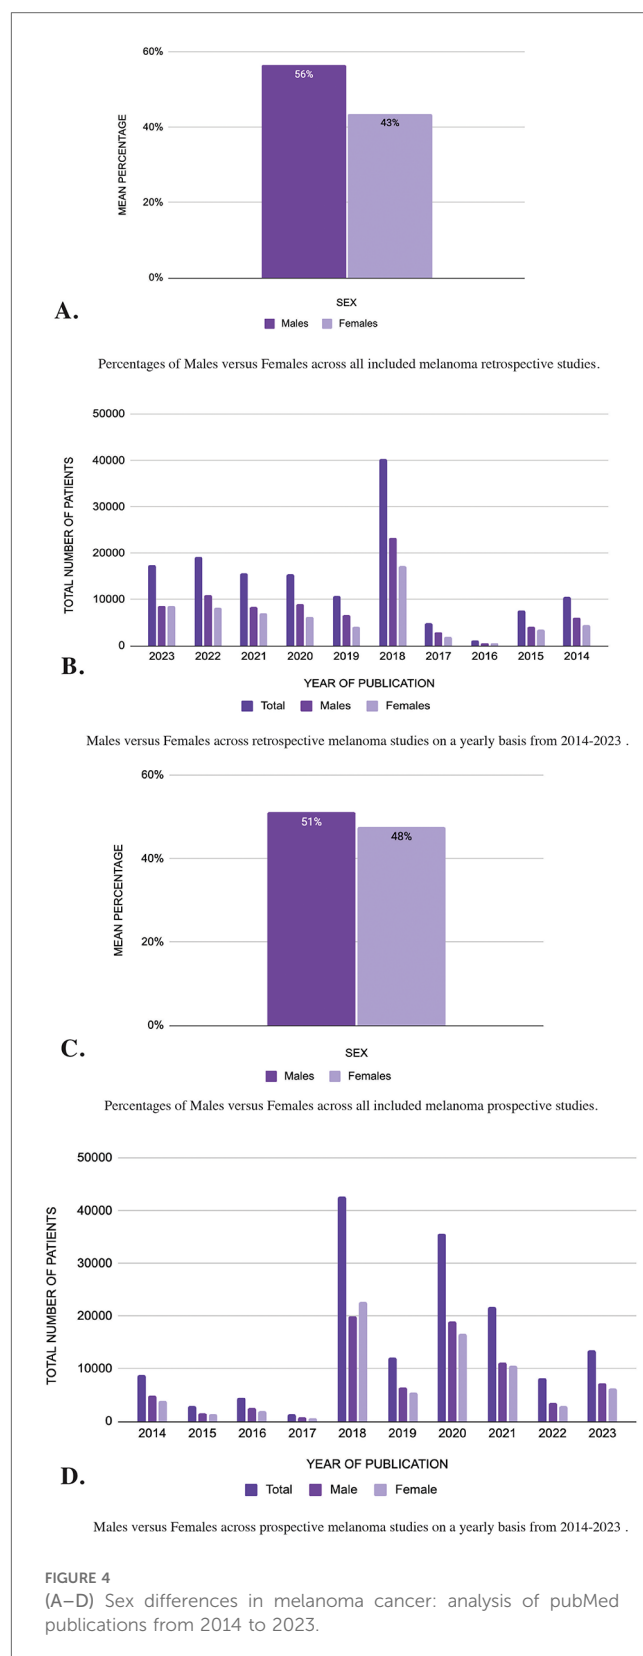 60%
56%
43%
40%
20%
0%
MEAN PERCENTAGE
SEX
A.
Males Females
Percentages of Males versus Females across all included melanoma retrospective studies.
50000
40000
30000
20000
10000
0
TOTAL NUMBER OF PATIENTS
2023 2022 2021 2020 2019 2018 2017 2016 2015 2014
B.
YEAR OF PUBLICATION
Total Males Females
Males versus Females across retrospective melanoma studies on a yearly basis from 2014-2023 .
60%
51%
48%
40%
20%
0%
MEAN PERCENTAGE
C.
SEX
Males Females
Percentages of Males versus Females across all included melanoma prospective studies.
50000
40000
30000
20000
10000
0
TOTAL NUMBER OF PATIENTS
2014 2015 2016 2017 2018 2019 2020 2021 2022 2023
YEAR OF PUBLICATION
D.
Total Male Female
Males versus Females across prospective melanoma studies on a yearly basis from 2014-2023 .
FIGURE 4
(A–D) Sex differences in melanoma cancer: analysis of pubMed
publications from 2014 to 2023.